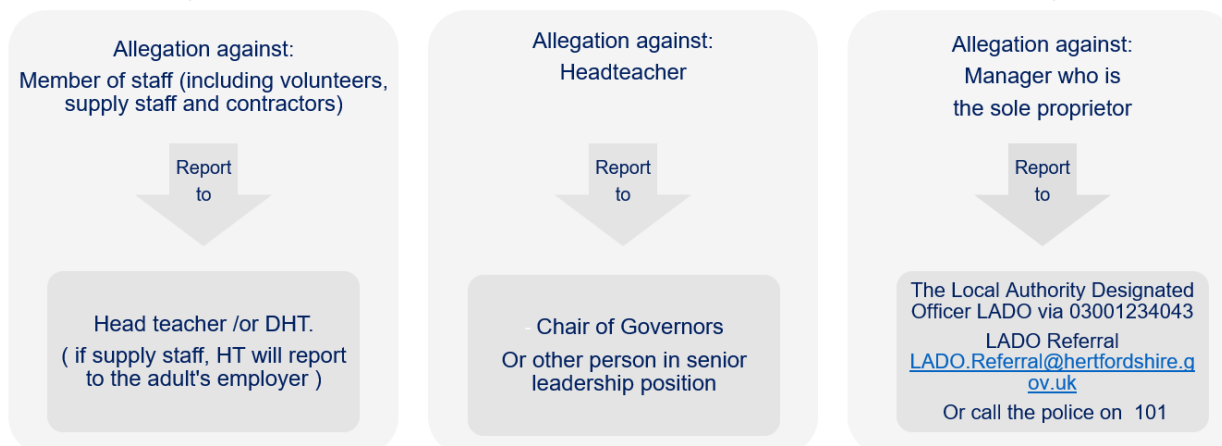 Allegation against:
Member of staff (including volunteers,
supply staff and contractors)
Report
to
Head teacher /or DHT.
( if supply staff, HT will report
to the adult's employer )
Allegation against:
Headteacher
Report
to
- Chair of Governors
Or other person in senior
leadership position
Allegation against:
Manager who is
the sole proprietor
Report
to
The Local Authority Designated
Officer LADO via 03001234043
LADO Referral
LADO.Referral@hertfordshire.g
ov.uk
Or call the police on 101